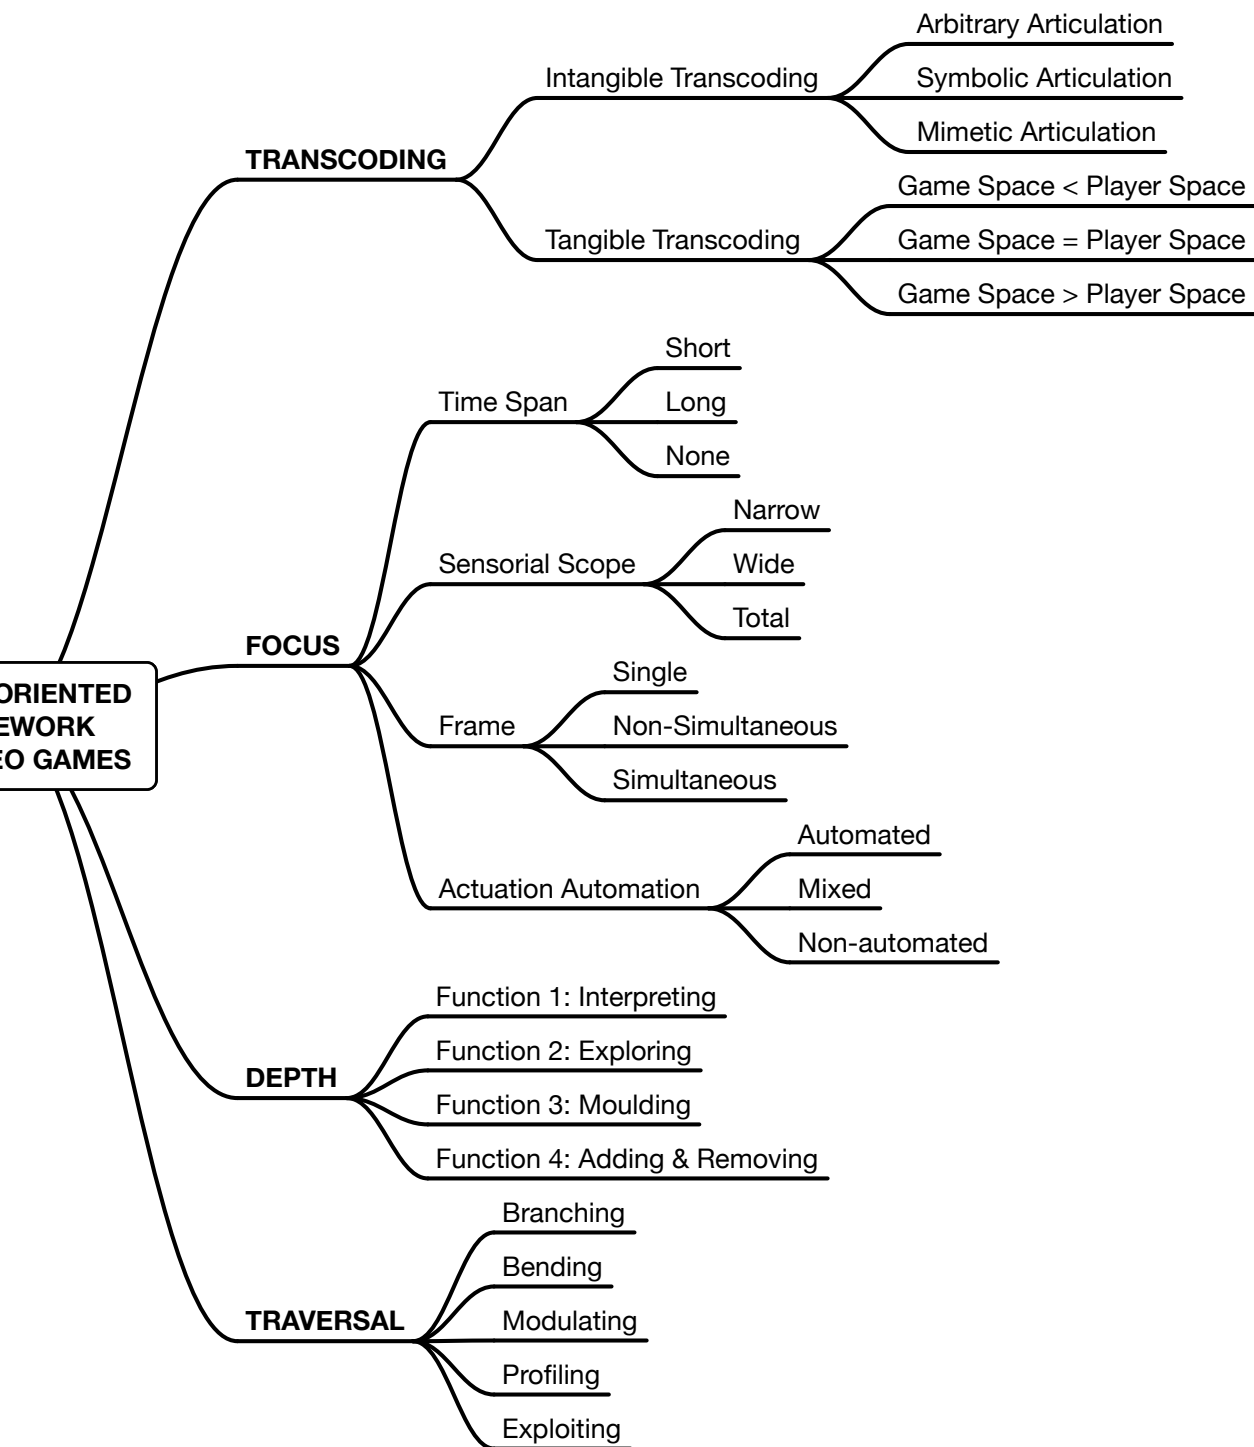 ORIENTED
EWORK
EO GAMES
TRANSCODING
Intangible Transcoding
Arbitrary Articulation
Symbolic Articulation
Mimetic Articulation
Tangible Transcoding
Game Space < Player Space
Game Space = Player Space
Game Space > Player Space
FOCUS
Time Span
Short
Long
None
Sensorial Scope
Narrow
Wide
Total
Frame
Single
Non-Simultaneous
Simultaneous
Actuation Automation
Automated
Mixed
Non-automated
DEPTH
Function 1: Interpreting
Function 2: Exploring
Function 3: Moulding
Function 4: Adding & Removing
TRAVERSAL
Branching
Bending
Modulating
Profiling
Exploiting